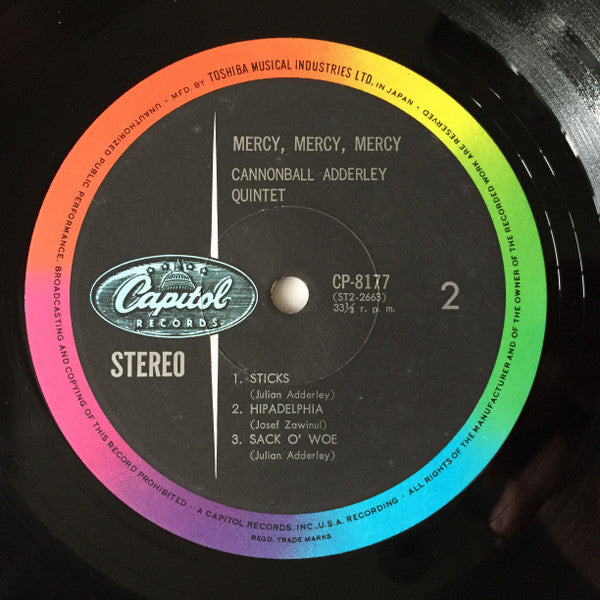 MFD. BY TOSHIBA MUSICAL INDUSTRIES LTD. IN JAPAN · ALL RIGHTS OF THE MANUFACTURER AND OF THE OWNER OF THE RECORDED WORK ARE RESERVED
UNAUTHORIZED PUBLIC PERFORMANCE, BROADCASTING AND COPYING OF THIS RECORD PROHIBITED · A CAPITOL RECORDS, INC., U.S.A. RECORDING ·
REGD. TRADE MARKS
MERCY, MERCY, MERCY
CANNONBALL ADDERLEY
QUINTET
Capitol
RECORDS
STEREO
CP-8177
(ST2-2663)
33⅓ r. p. m.
2
1. STICKS
(Julian Adderley)
2. HIPADELPHIA
(Josef Zawinul)
3. SACK O' WOE
(Julian Adderley)